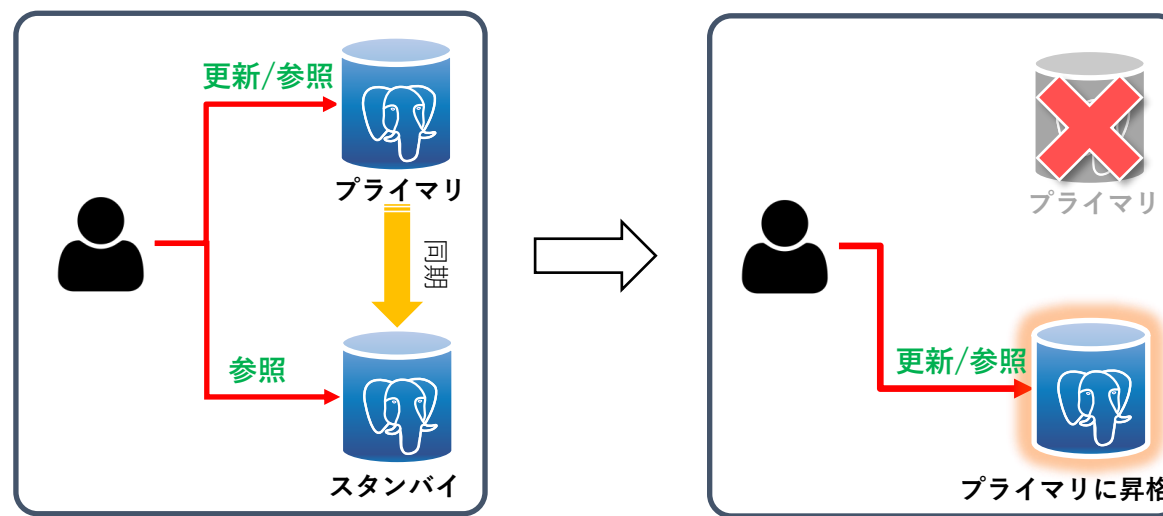 更新/参照
プライマリ
同期
参照
スタンバイ
プライマリ
更新/参照
プライマリに昇格